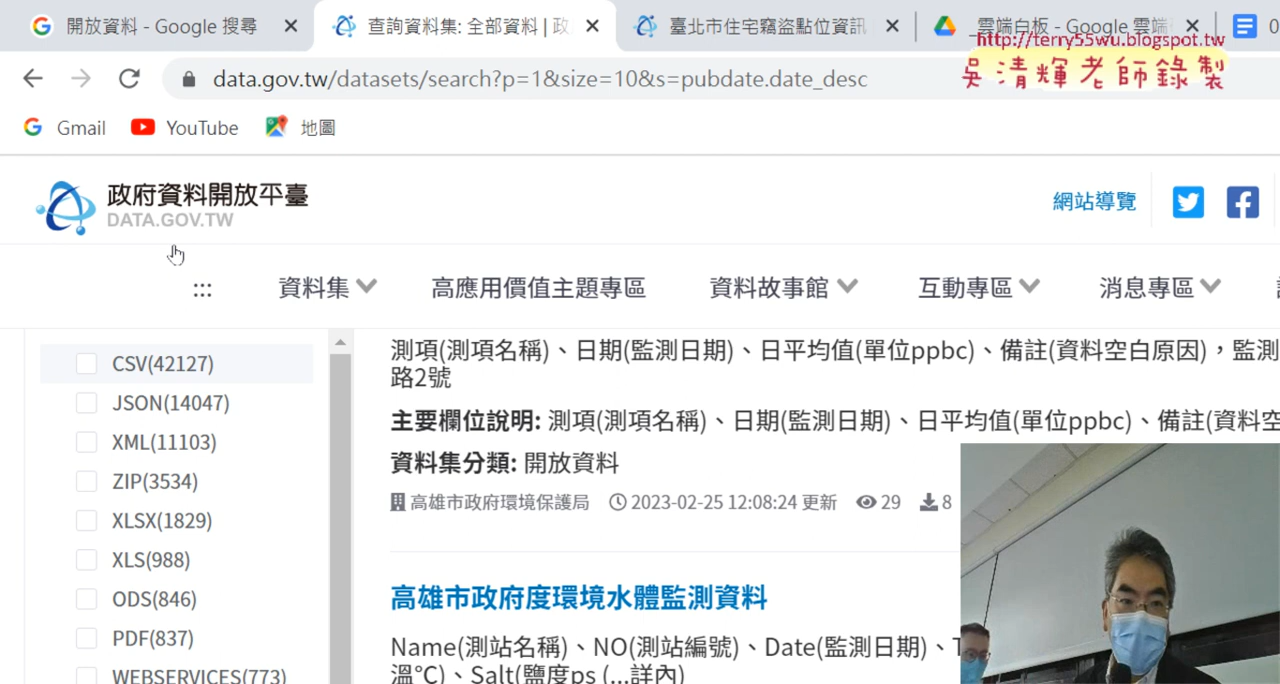 開放資料 - Google 搜尋
查詢資料集: 全部資料 | 政
臺北市住宅竊盜點位資訊
_雲端白板 - Google 雲端
http://terry55wu.blogspot.tw
吳清輝老師錄製
data.gov.tw/datasets/search?p=1&size=10&s=pubdate.date_desc
Gmail
YouTube
地圖
政府資料開放平臺
DATA.GOV.TW
網站導覽
:::
資料集
高應用價值主題專區
資料故事館
互動專區
消息專區
CSV(42127)
JSON(14047)
XML(11103)
ZIP(3534)
XLSX(1829)
XLS(988)
ODS(846)
PDF(837)
WEBSERVICES(773)
測項(測項名稱)、日期(監測日期)、日平均值(單位ppbc)、備註(資料空白原因),監測
路2號
主要欄位說明: 測項(測項名稱)、日期(監測日期)、日平均值(單位ppbc)、備註(資料空
資料集分類: 開放資料
高雄市政府環境保護局 2023-02-25 12:08:24 更新 29 8
高雄市政府度環境水體監測資料
Name(測站名稱)、NO(測站編號)、Date(監測日期)、T
溫°C)、Salt(鹽度ps (...詳內)